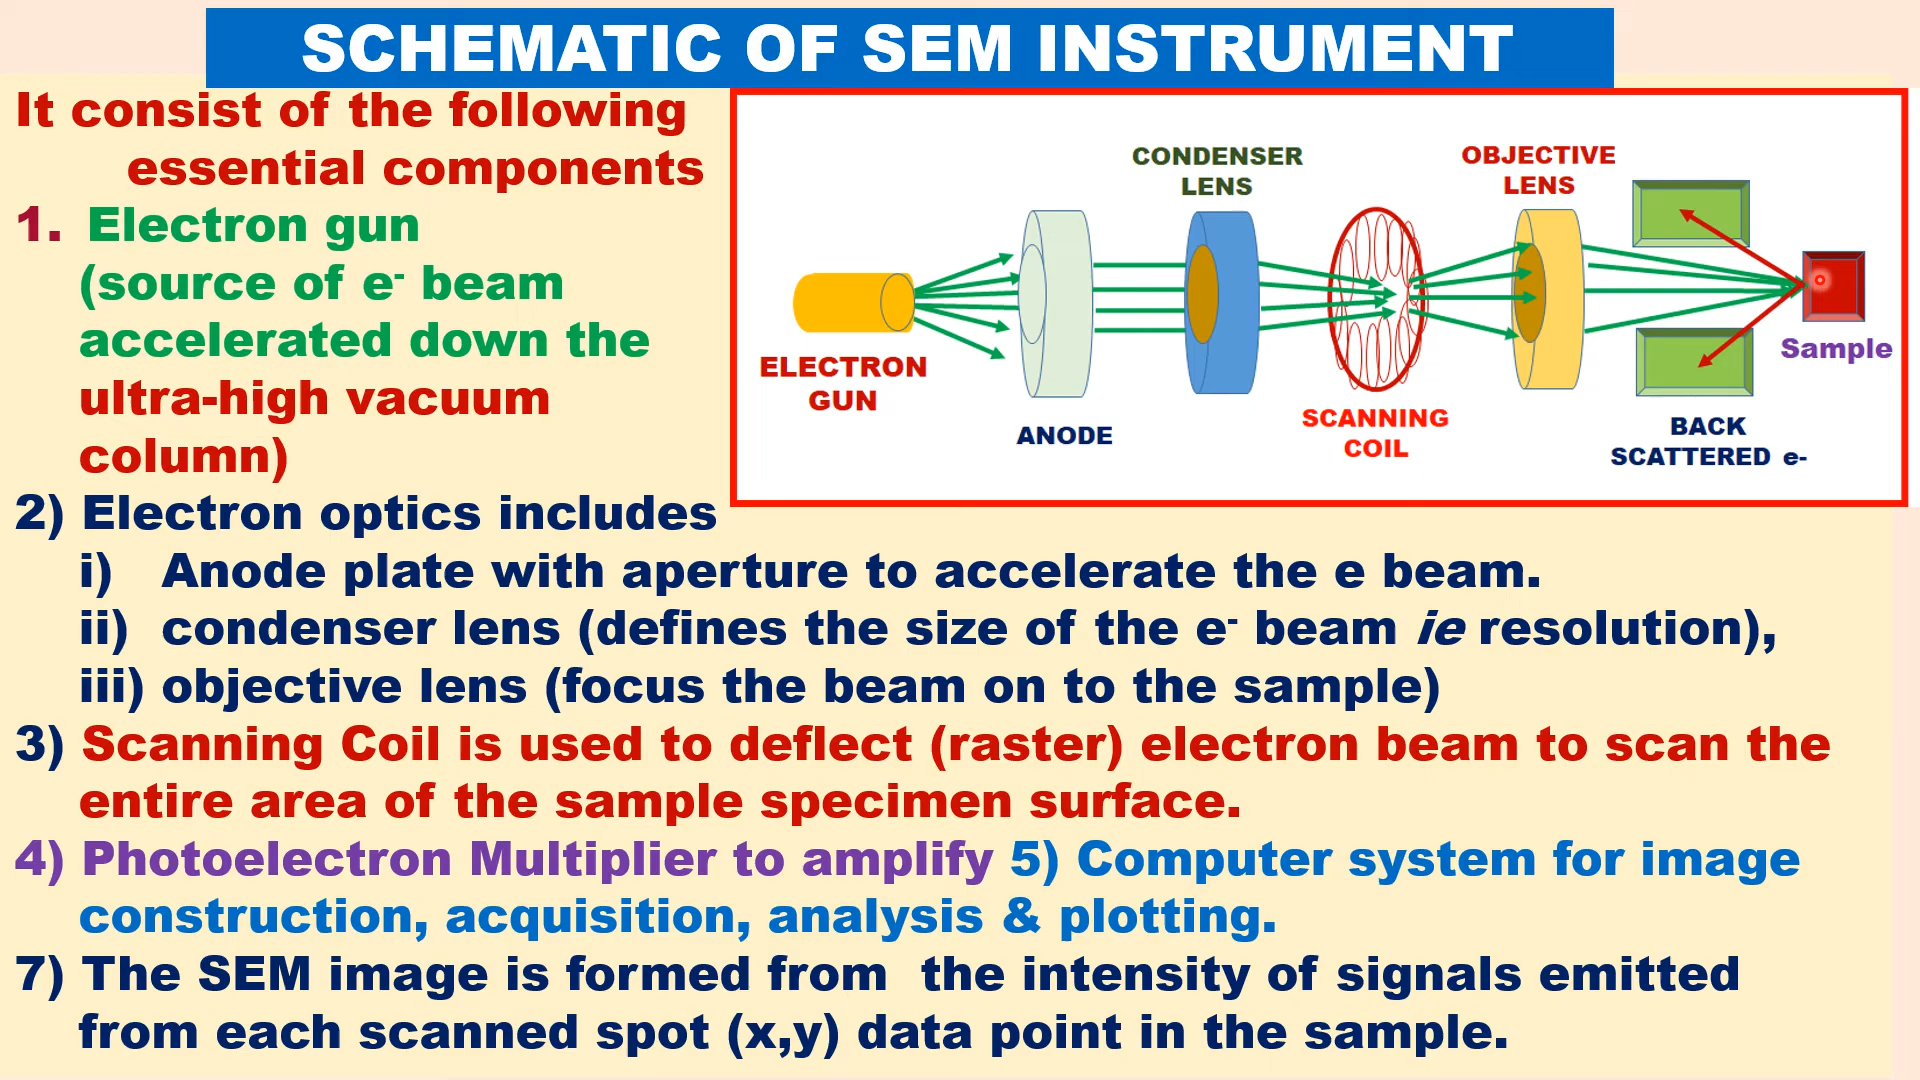 SCHEMATIC OF SEM INSTRUMENT
It consist of the following
essential components
1. Electron gun
(source of e- beam
accelerated down the
ultra-high vacuum
column)
CONDENSER
LENS
OBJECTIVE
LENS
ELECTRON
GUN
ANODE
SCANNING
COIL
Sample
BACK
SCATTERED e-
2) Electron optics includes
i) Anode plate with aperture to accelerate the e beam.
ii) condenser lens (defines the size of the e- beam ie resolution),
iii) objective lens (focus the beam on to the sample)
3) Scanning Coil is used to deflect (raster) electron beam to scan the
entire area of the sample specimen surface.
4) Photoelectron Multiplier to amplify 5) Computer system for image
construction, acquisition, analysis & plotting.
7) The SEM image is formed from the intensity of signals emitted
from each scanned spot (x,y) data point in the sample.